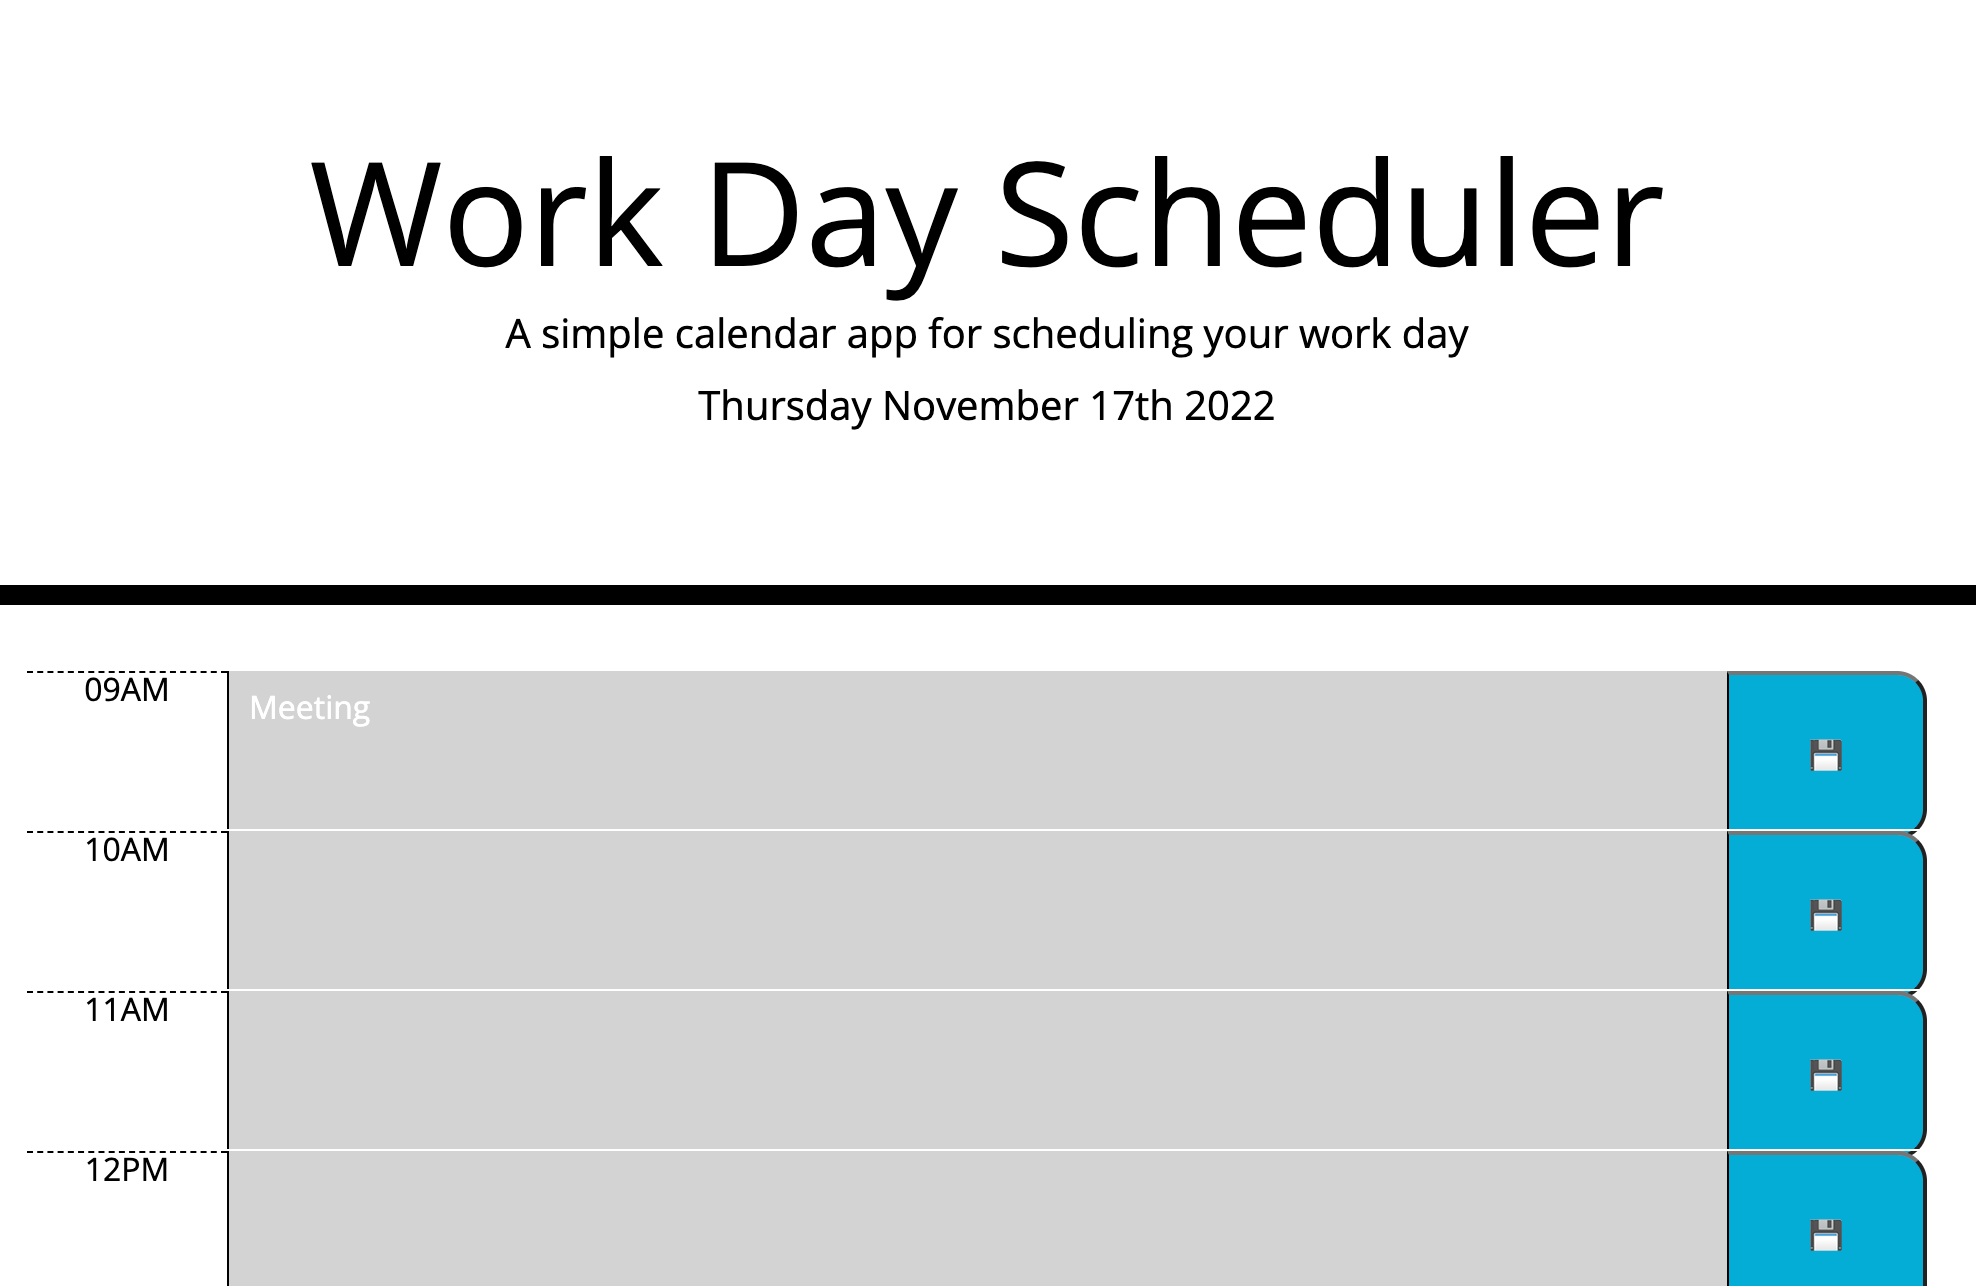 Work Day Scheduler
A simple calendar app for scheduling your work day
Thursday November 17th 2022
09AM
Meeting
10AM
11AM
12PM